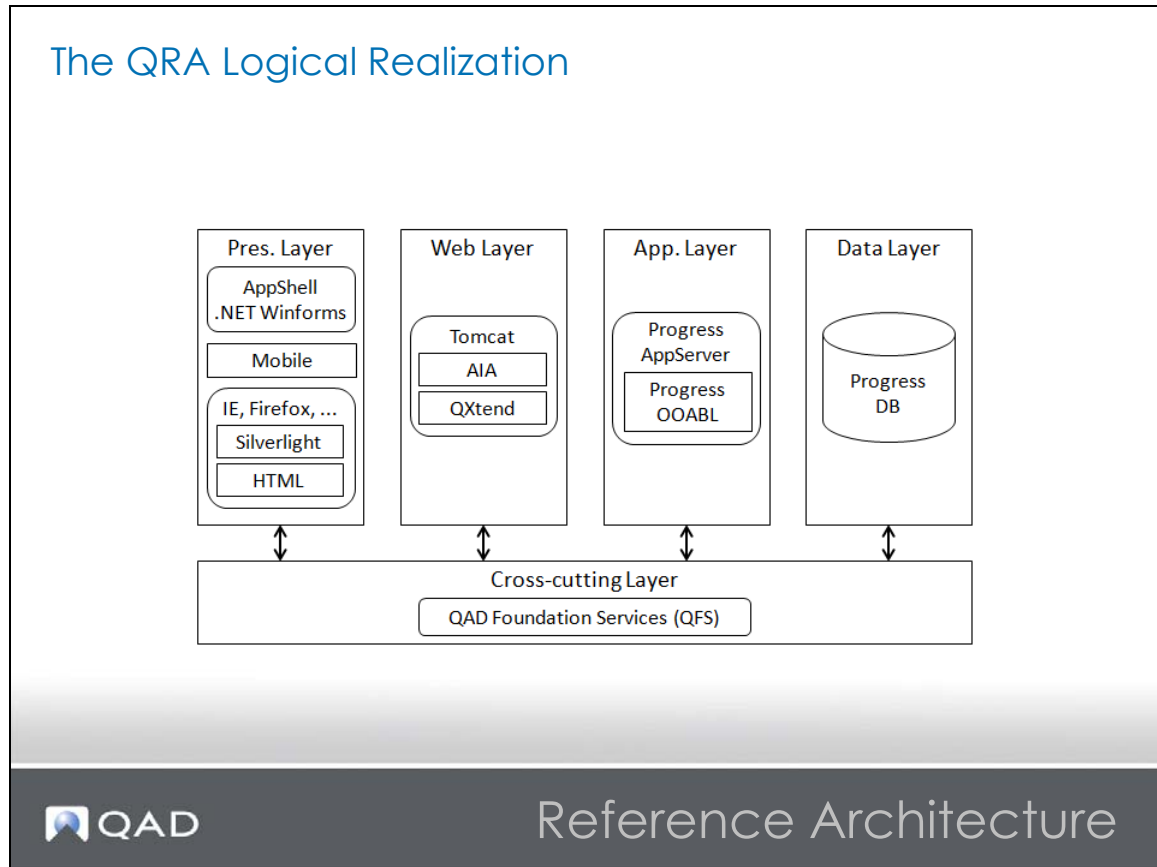 The QRA Logical Realization
Pres. Layer
AppShell
.NET Winforms
Mobile
IE, Firefox, ...
Silverlight
HTML
Web Layer
Tomcat
AIA
QXtend
App. Layer
Progress
AppServer
Progress
OOABL
Data Layer
Progress
DB
Cross-cutting Layer
QAD Foundation Services (QFS)
QAD
Reference Architecture